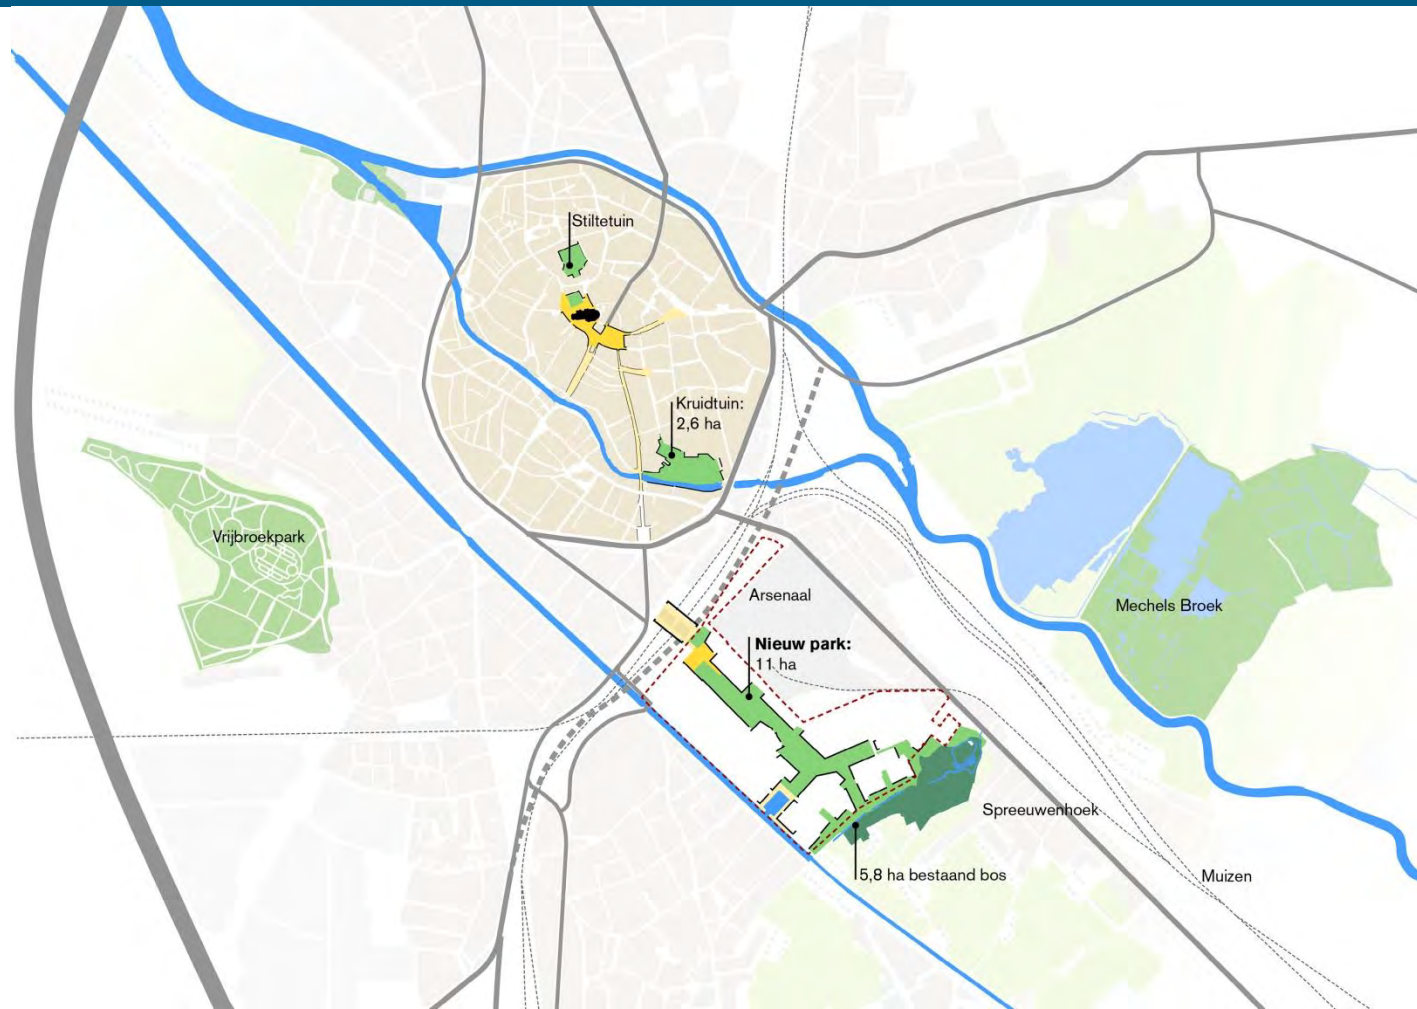 Stiltetuin
Kruidtuin:
2,6 ha
Vrijbroekpark
Arsenaal
Mechels Broek
Nieuw park:
11 ha
Spreeuwenhoek
5,8 ha bestaand bos
Muizen